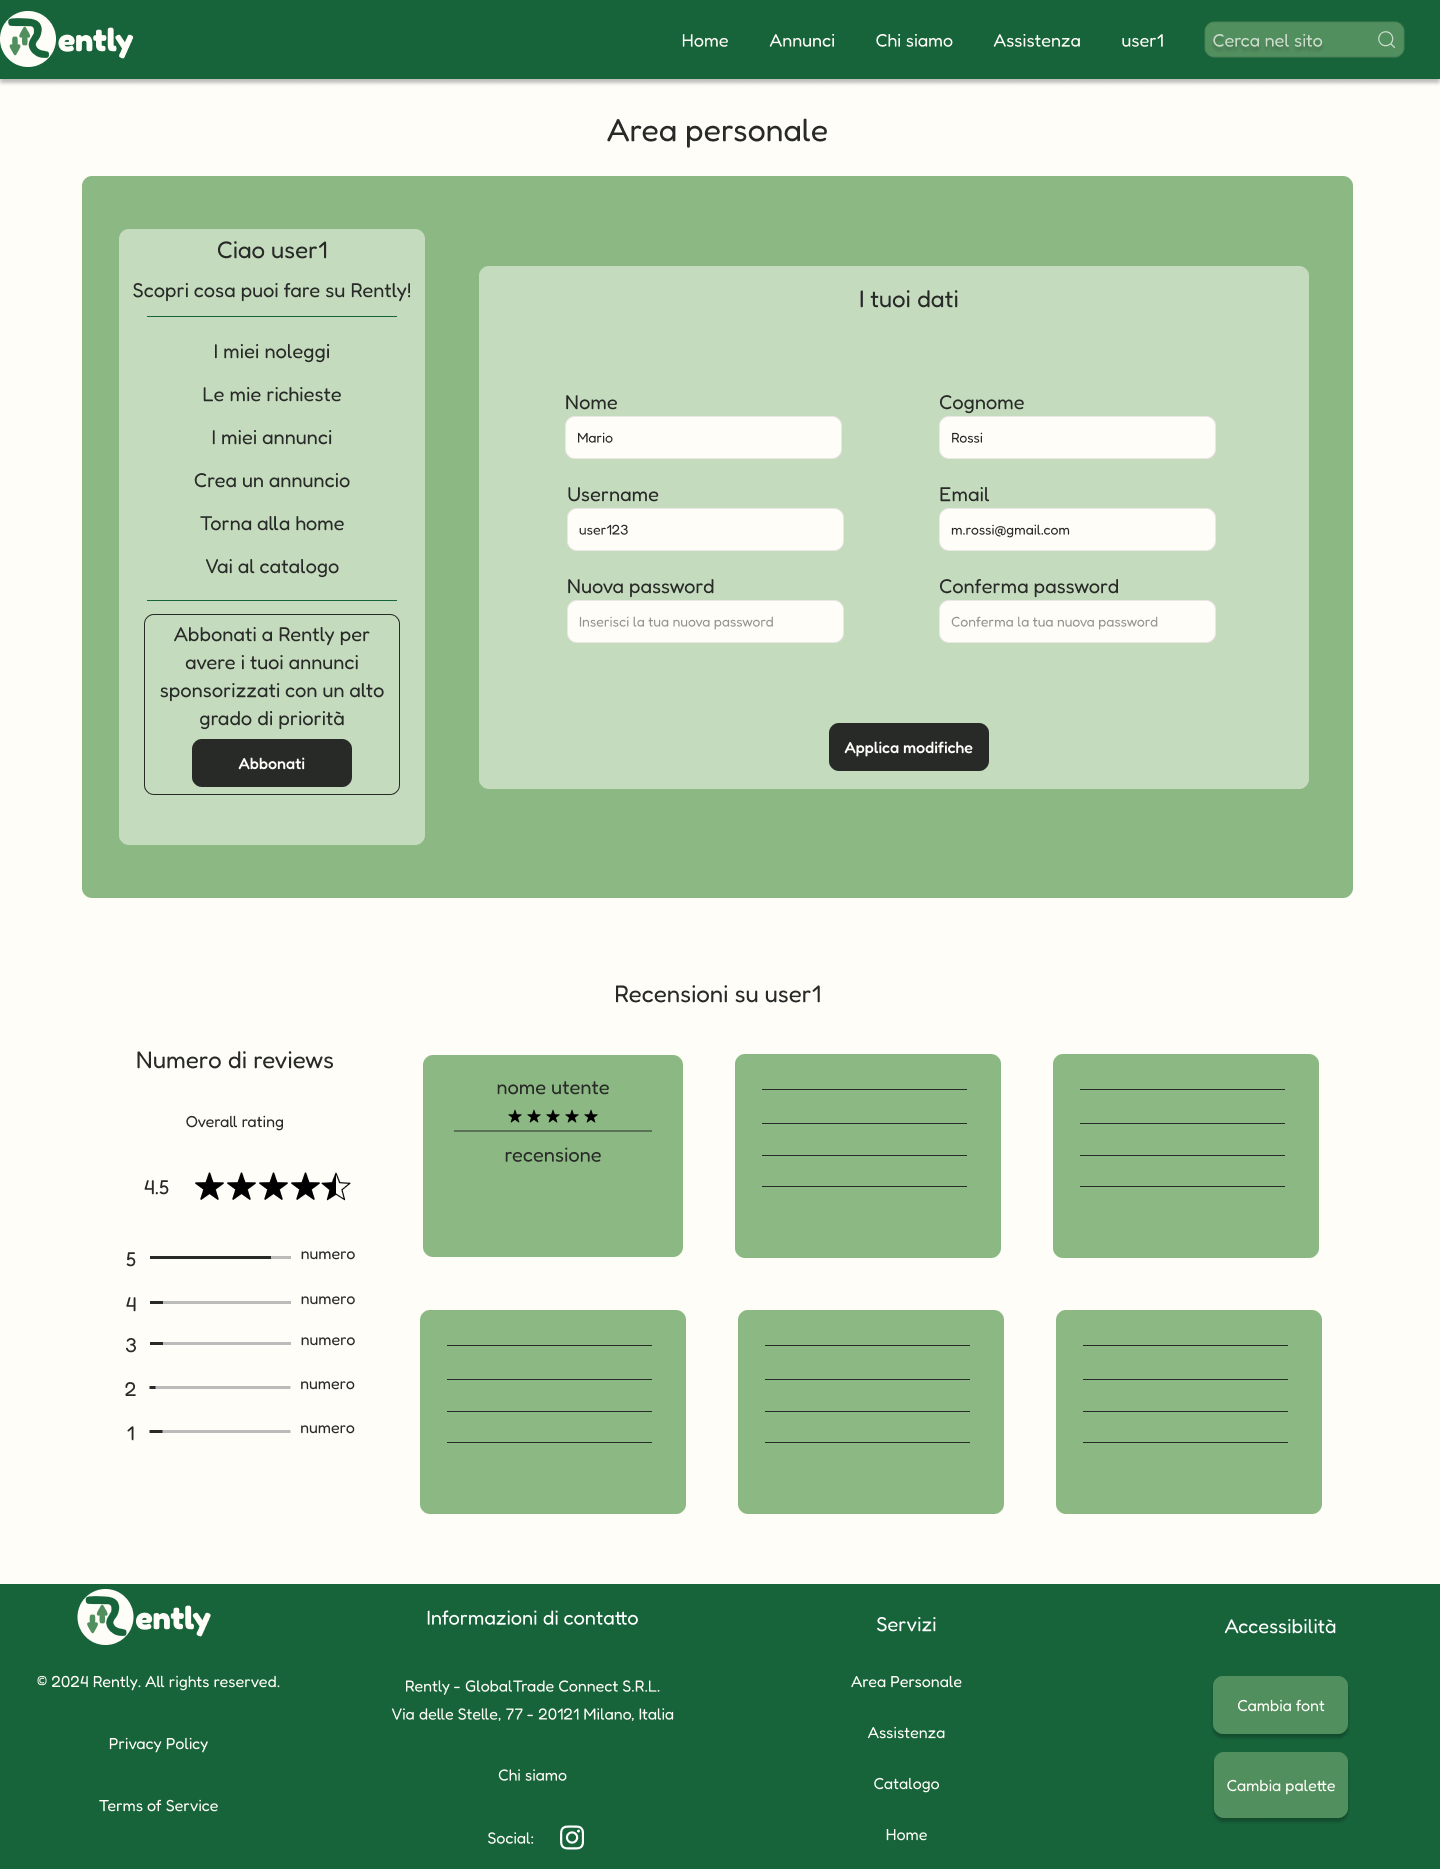 Rently
Home
Annunci
Chi siamo
Assistenza
user1
Cerca nel sito
Area personale
Ciao user1
Scopri cosa puoi fare su Rently!
I miei noleggi
Le mie richieste
I miei annunci
Crea un annuncio
Torna alla home
Vai al catalogo
Abbonati a Rently per
avere i tuoi annunci
sponsorizzati con un alto
grado di priorità
Abbonati
I tuoi dati
Nome
Mario
Cognome
Rossi
Username
user123
Email
m.rossi@gmail.com
Nuova password
Inserisci la tua nuova password
Conferma password
Conferma la tua nuova password
Applica modifiche
Recensioni su user1
Numero di reviews
Overall rating
4.5
5 numero
4 numero
3 numero
2 numero
1 numero
nome utente
recensione
Rently
© 2024 Rently. All rights reserved.
Privacy Policy
Terms of Service
Informazioni di contatto
Rently - GlobalTrade Connect S.R.L.
Via delle Stelle, 77 - 20121 Milano, Italia
Chi siamo
Social:
Servizi
Area Personale
Assistenza
Catalogo
Home
Accessibilità
Cambia font
Cambia palette